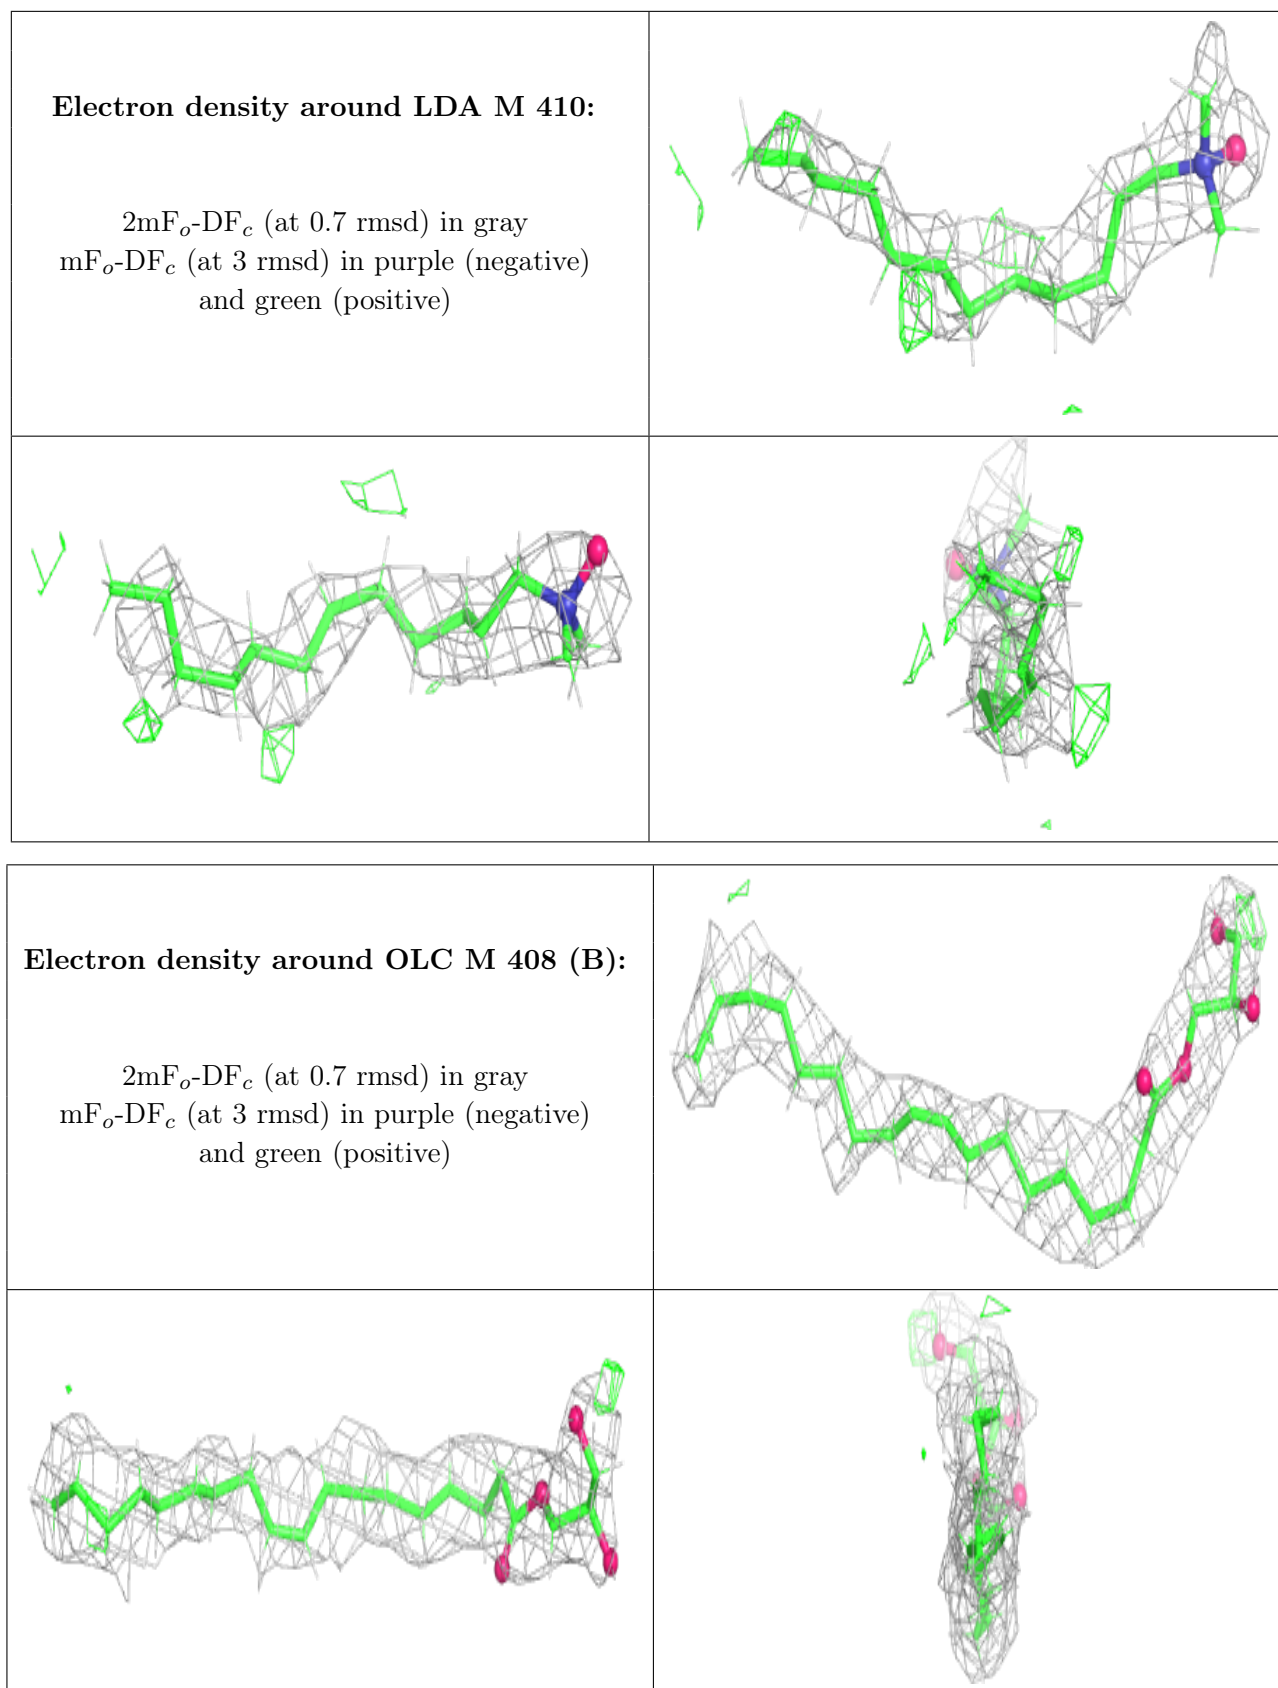 Electron density around LDA M 410:
2mFo-DFc (at 0.7 rmsd) in gray
mFo-DFc (at 3 rmsd) in purple (negative)
and green (positive)
Electron density around OLC M 408 (B):
2mFo-DFc (at 0.7 rmsd) in gray
mFo-DFc (at 3 rmsd) in purple (negative)
and green (positive)